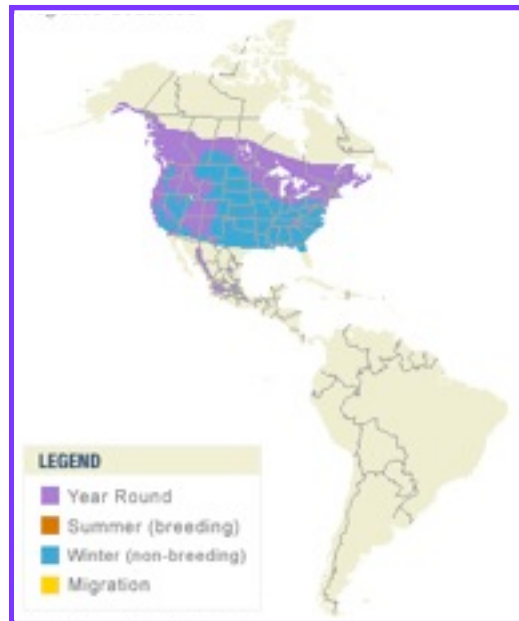 LEGEND
Year Round
Summer (breeding)
Winter (non-breeding)
Migration